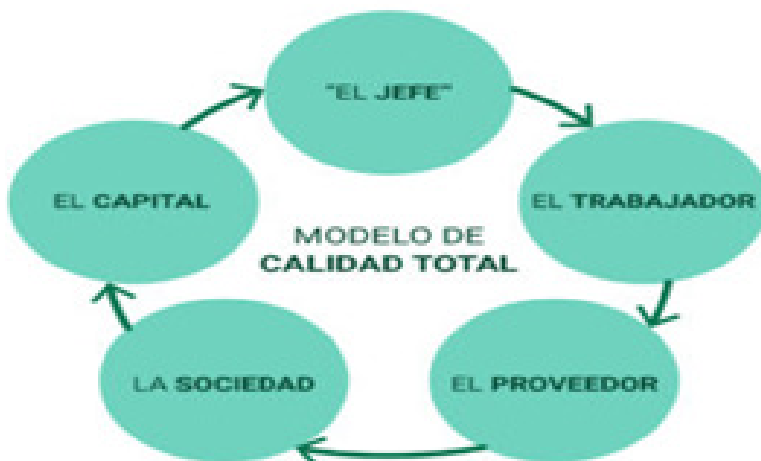 "EL JEFE"
EL TRABAJADOR
EL PROVEEDOR
LA SOCIEDAD
EL CAPITAL
MODELO DE
CALIDAD TOTAL